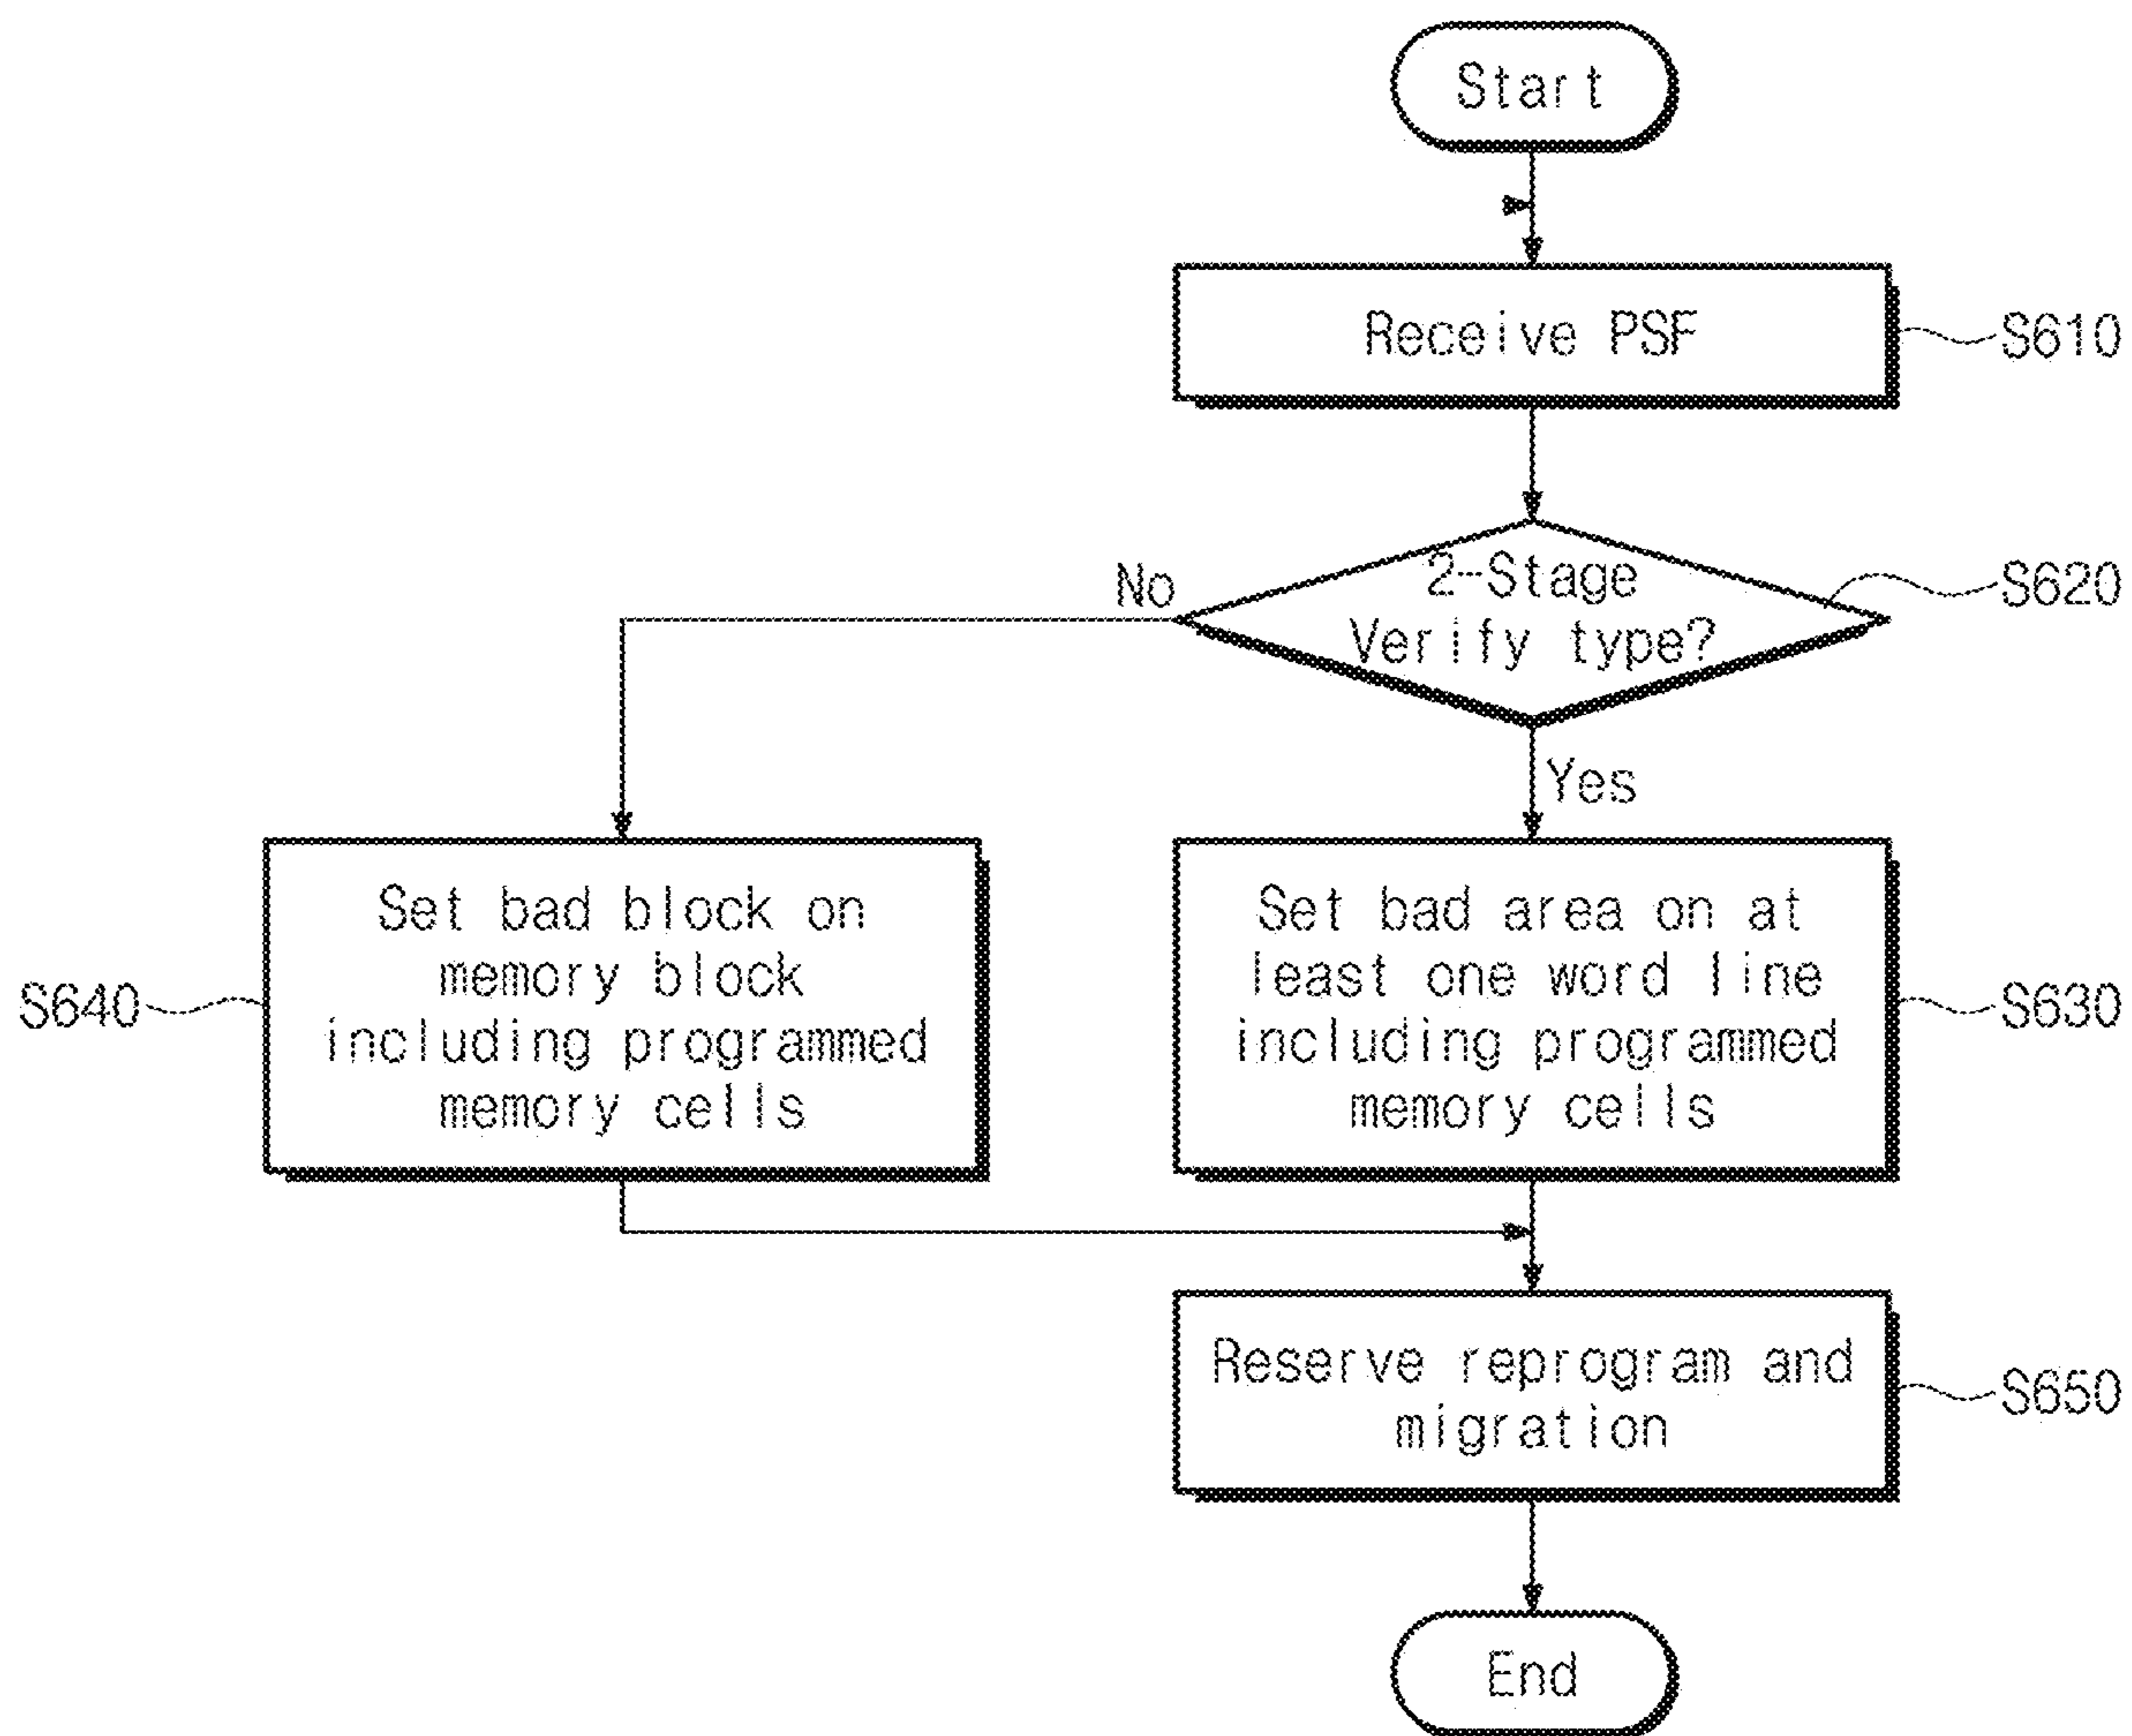 Start
Receive PSF
S610
2-Stage
Verify type?
S620
No
Yes
Set bad block on
memory block
including programmed
memory cells
S640
Set bad area on at
least one word line
including programmed
memory cells
S630
Reserve reprogram and
migration
S650
End